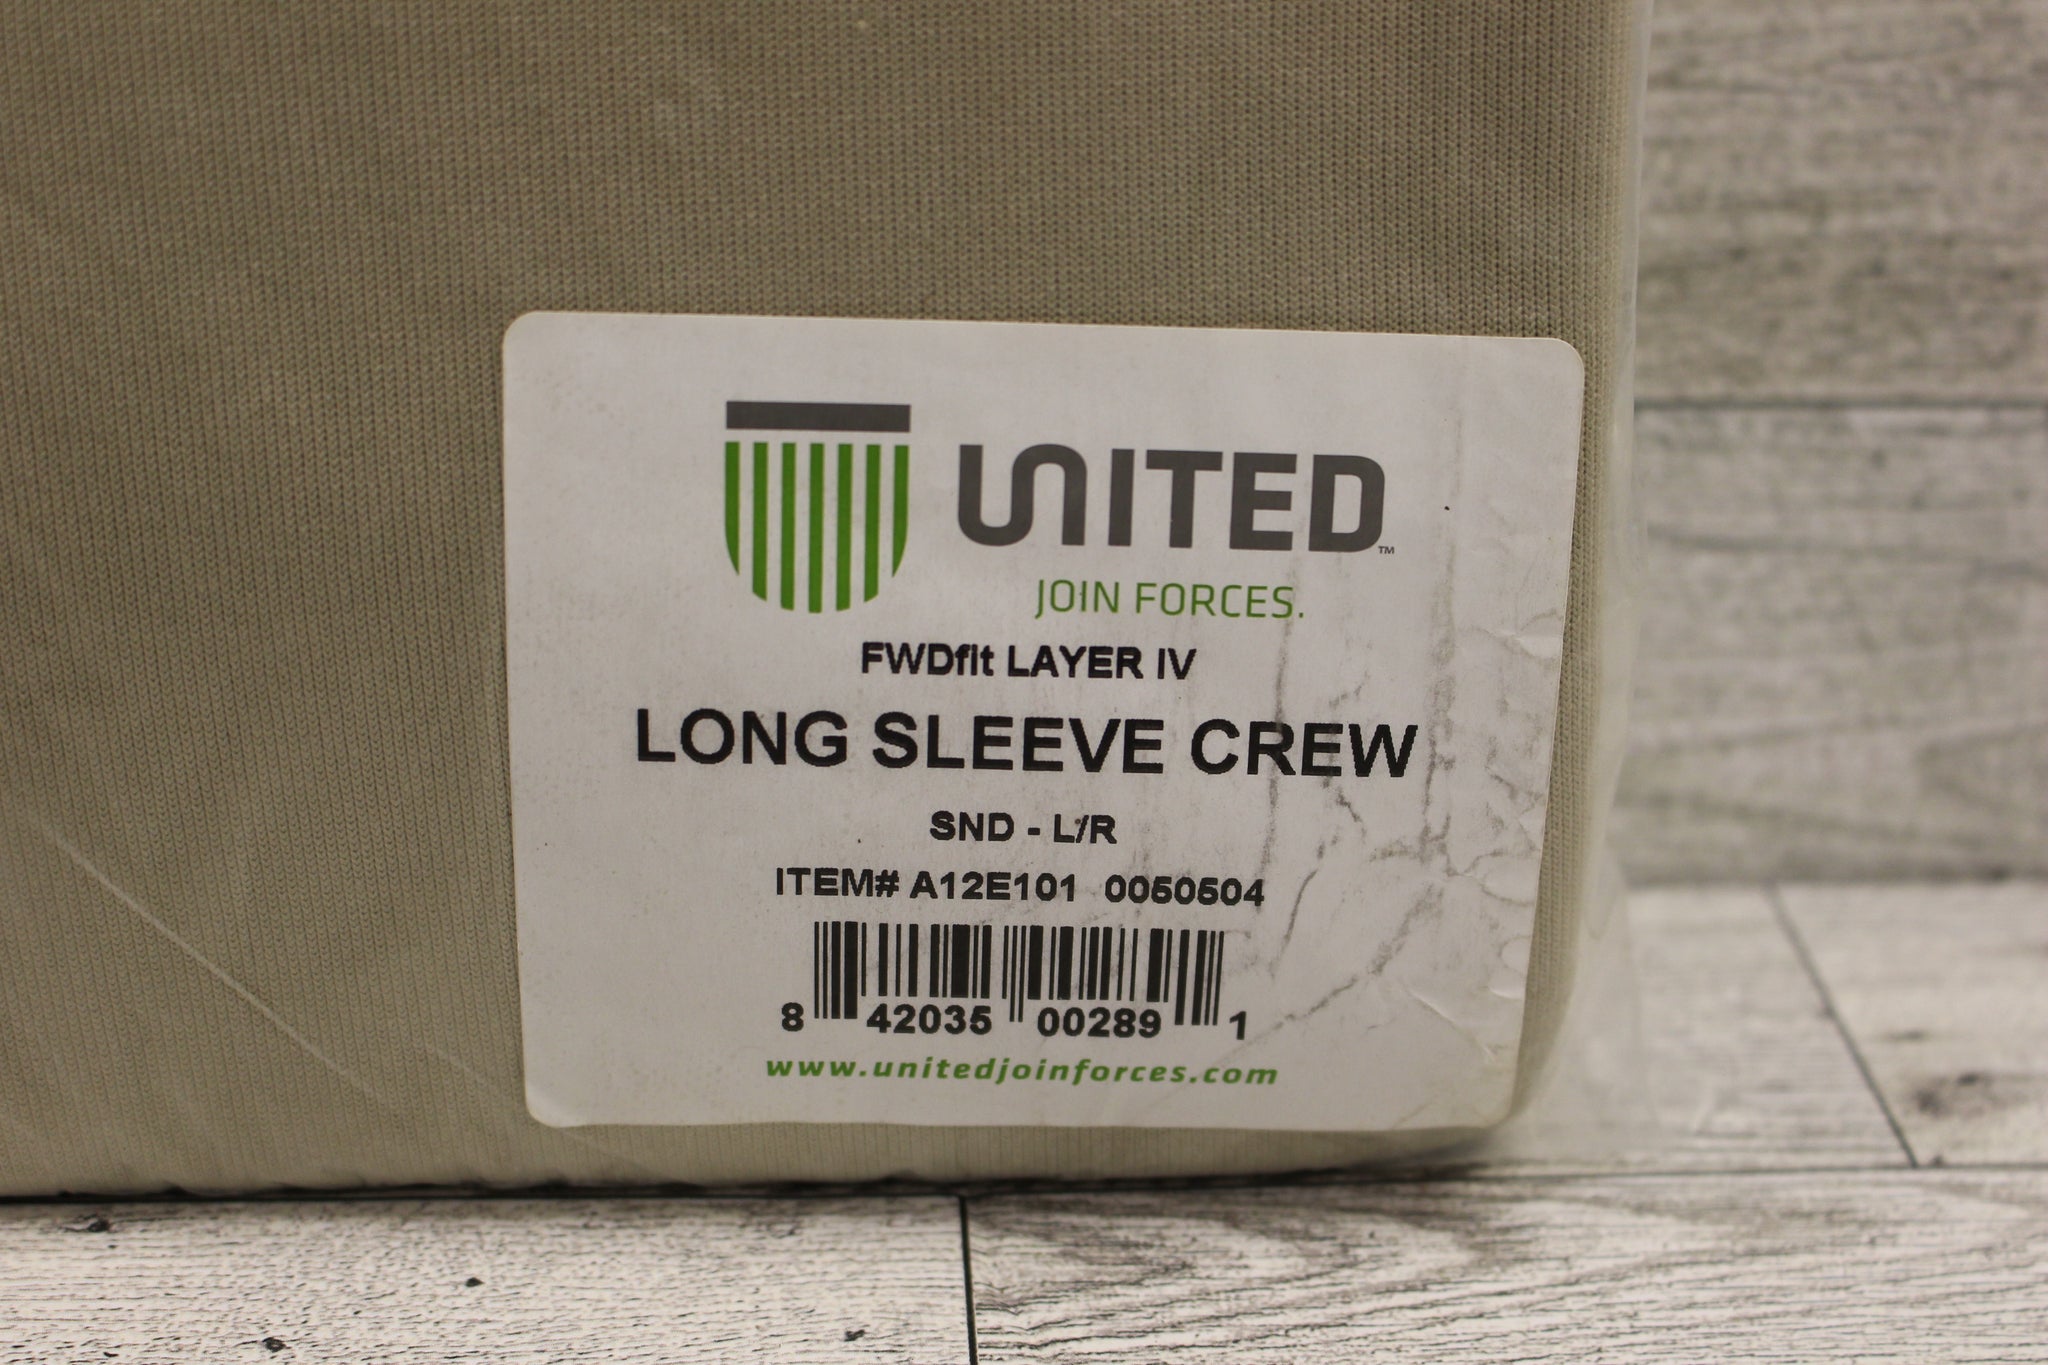 UNITED™
JOIN FORCES.
FWDfit LAYER IV
LONG SLEEVE CREW
SND - L/R
ITEM# A12E101 0050504
8 42035 00289 1
www.unitedjoinforces.com